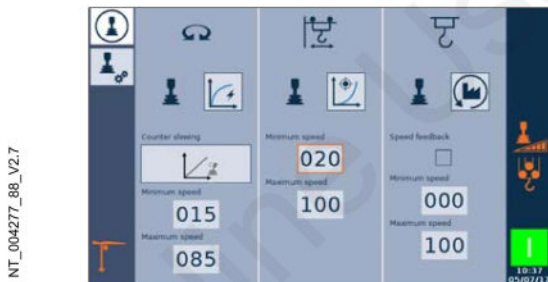 NT_004277_88_V2.7
Counter slewing
Minimum speed
015
Maximum speed
085
Minimum speed
020
Maximum speed
100
Speed feedback
Minimum speed
000
Maximum speed
100
10:37